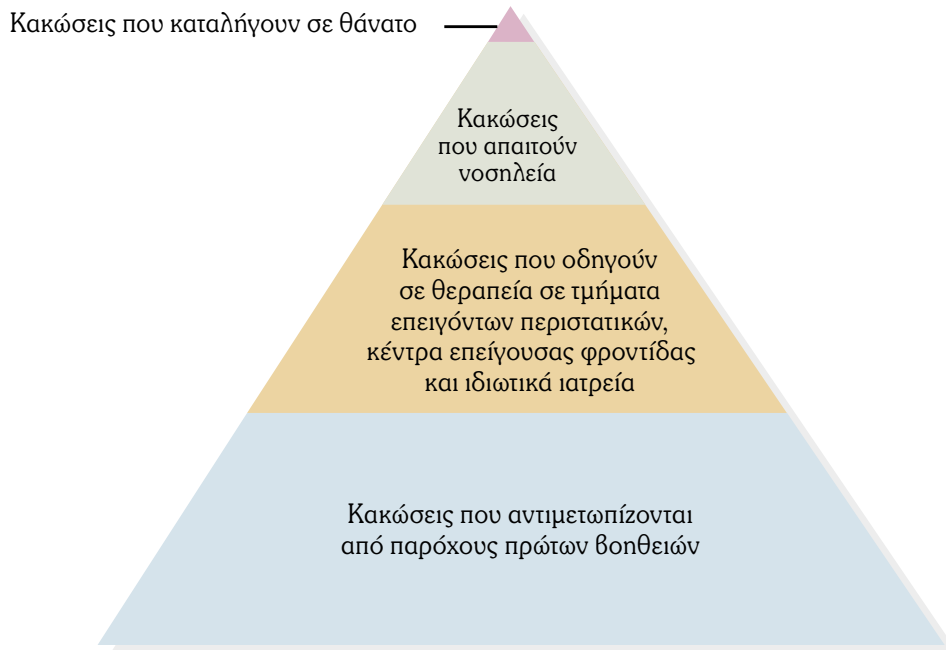 Κακώσεις που καταλήγουν σε θάνατο
Κακώσεις
που απαιτούν
νοσηλεία
Κακώσεις που οδηγούν
σε θεραπεία σε τμήματα
επειγόντων περιστατικών,
κέντρα επείγουσας φροντίδας
και ιδιωτικά ιατρεία
Κακώσεις που αντιμετωπίζονται
από παρόχους πρώτων βοηθειών